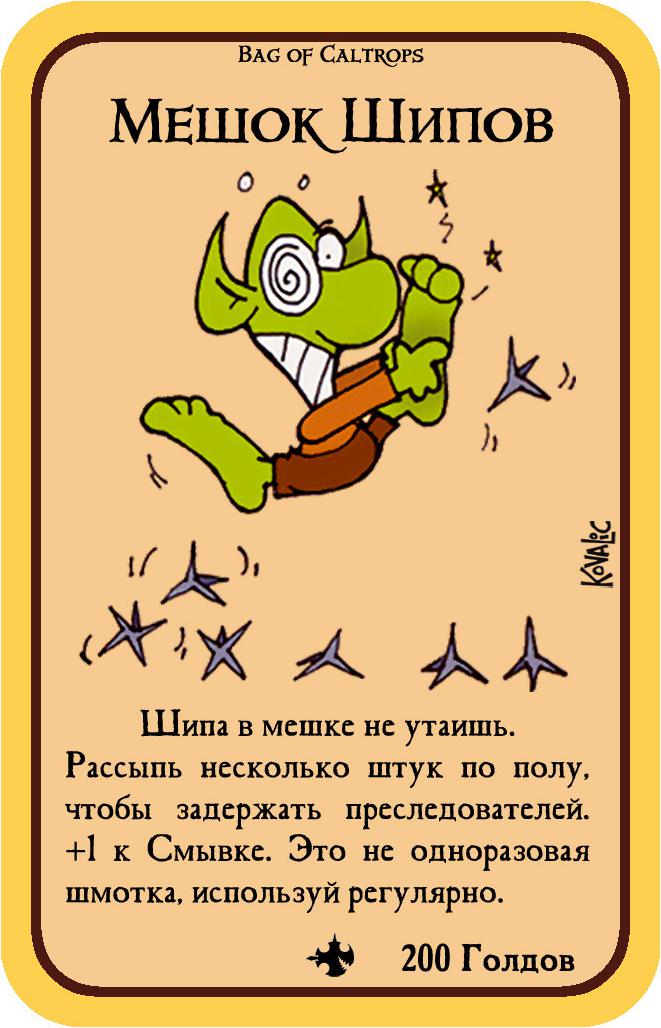 Bag of Caltrops
Мешок Шипов
Kovalic
Шипа в мешке не утаишь.
Рассыпь несколько штук по полу,
чтобы задержать преследователей.
+1 к Смывке. Это не одноразовая
шмотка, используй регулярно.
200 Голдов